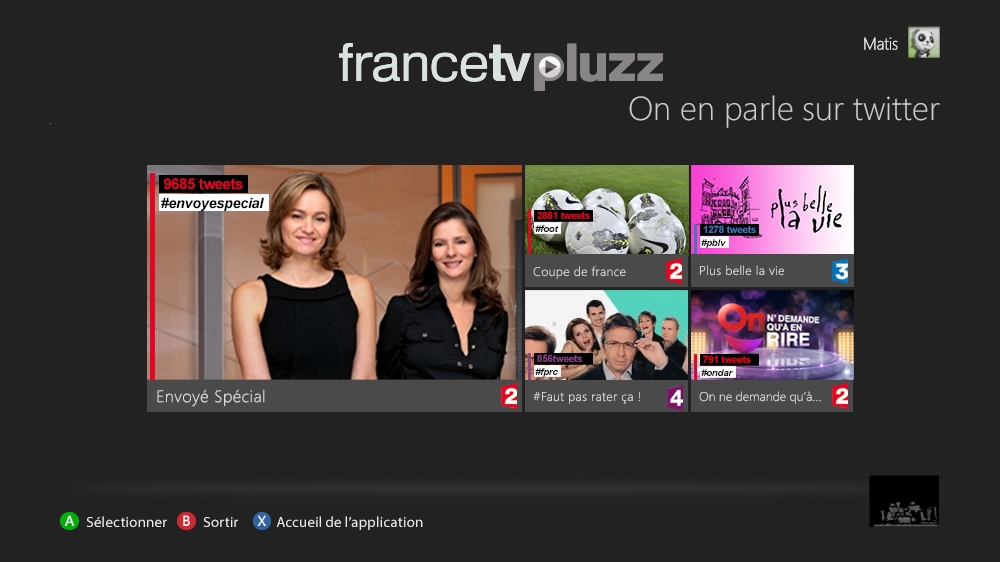 Matis
francetvpluzz
On en parle sur twitter
9685 tweets
#envoyespecial
Envoyé Spécial
2
2861 tweets
#foot
Coupe de france
2
plus belle
la vie
1278 tweets
#pblv
Plus belle la vie
3
856tweets
#fprc
#Faut pas rater ça !
4
On N'DEMANDE
QU'A EN
RIRE
791 tweets
#ondar
On ne demande qu'à...
2
A Sélectionner B Sortir X Accueil de l'application